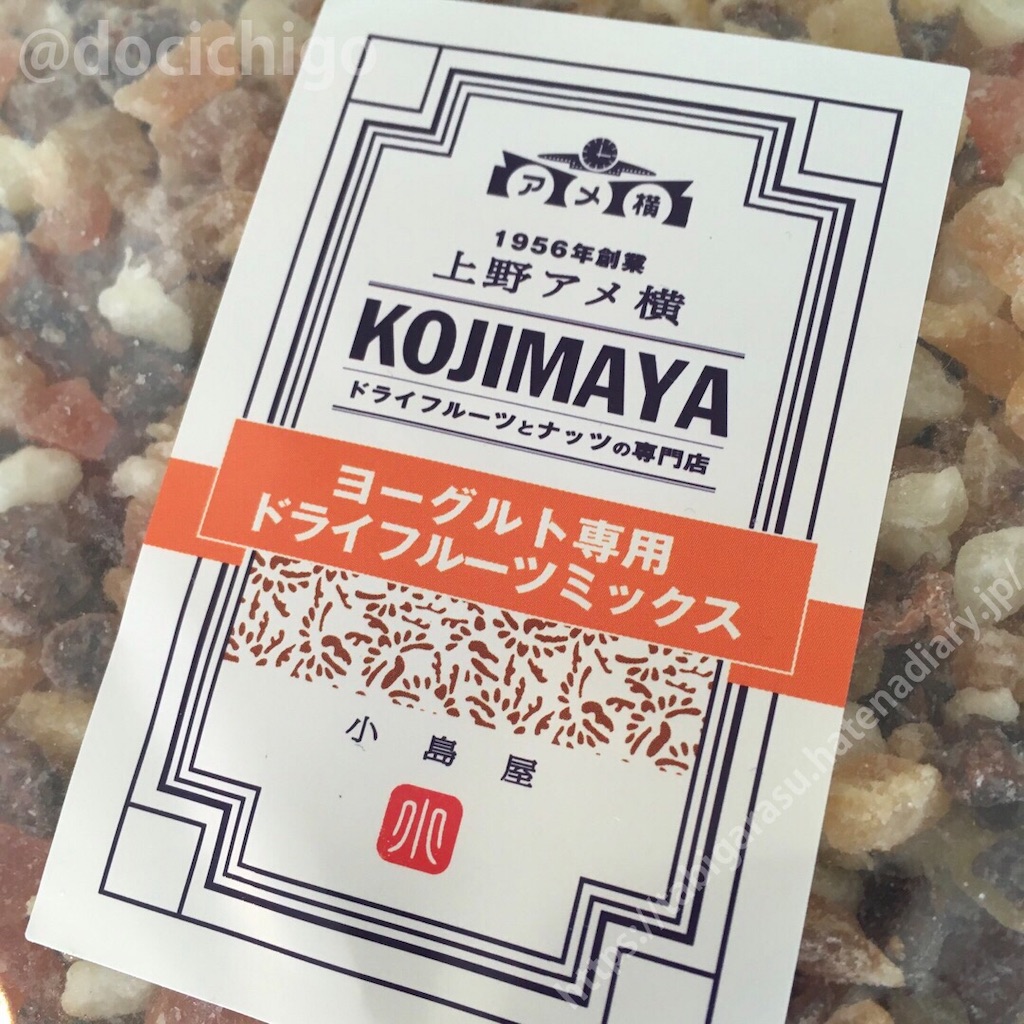 @docichigo
アメ横
1956年創業
上野アメ横
KOJIMAYA
ドライフルーツとナッツの専門店
ヨーグルト専用
ドライフルーツミックス
小島屋
小
https://tabigarasu.hatenadiary.jp/